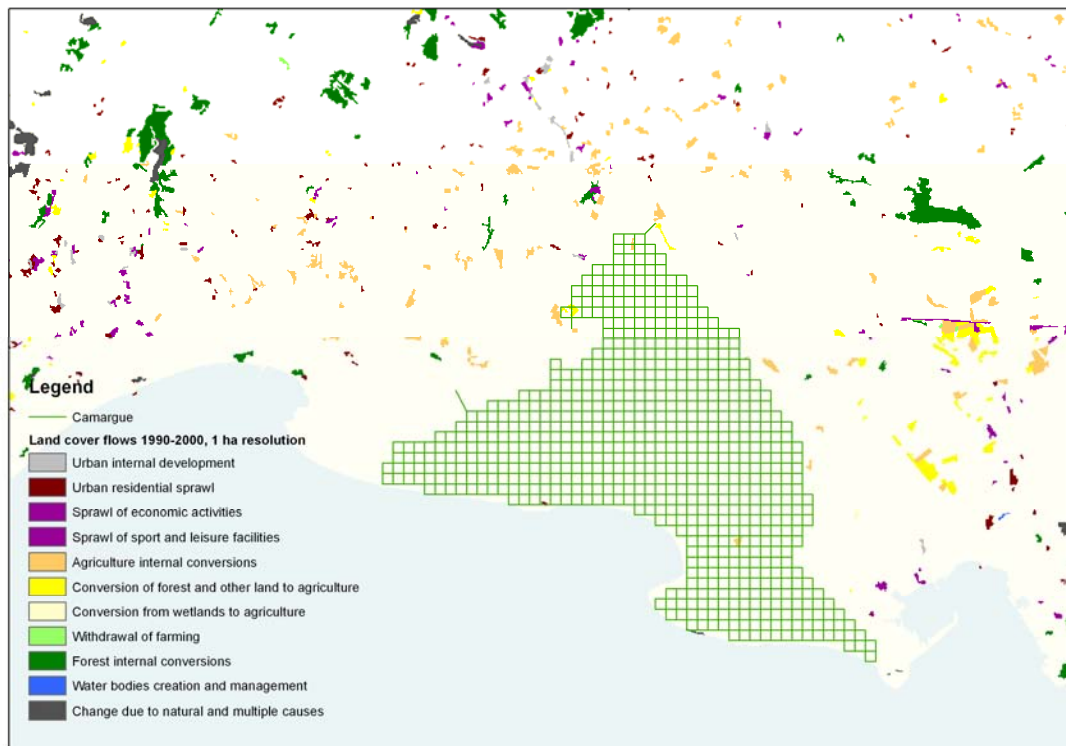 Legend
Camargue
Land cover flows 1990-2000, 1 ha resolution
Urban internal development
Urban residential sprawl
Sprawl of economic activities
Sprawl of sport and leisure facilities
Agriculture internal conversions
Conversion of forest and other land to agriculture
Conversion from wetlands to agriculture
Withdrawal of farming
Forest internal conversions
Water bodies creation and management
Change due to natural and multiple causes